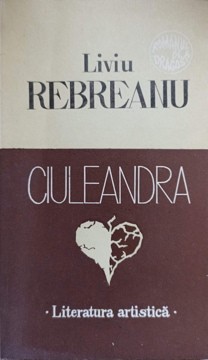 Liviu
REBREANU
CIULEANDRA
· Literatura artistică ·